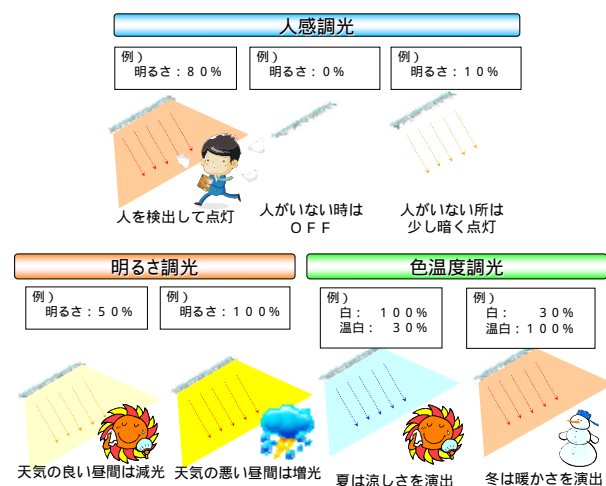 人感調光
例)
明るさ:80%
例)
明るさ:0%
例)
明るさ:10%
人を検出して点灯
人がいない時は
OFF
人がいない所は
少し暗く点灯
明るさ調光
例)
明るさ:50%
例)
明るさ:100%
天気の良い昼間は減光
天気の悪い昼間は増光
色温度調光
例)
白: 100%
温白: 30%
例)
白: 30%
温白:100%
夏は涼しさを演出
冬は暖かさを演出